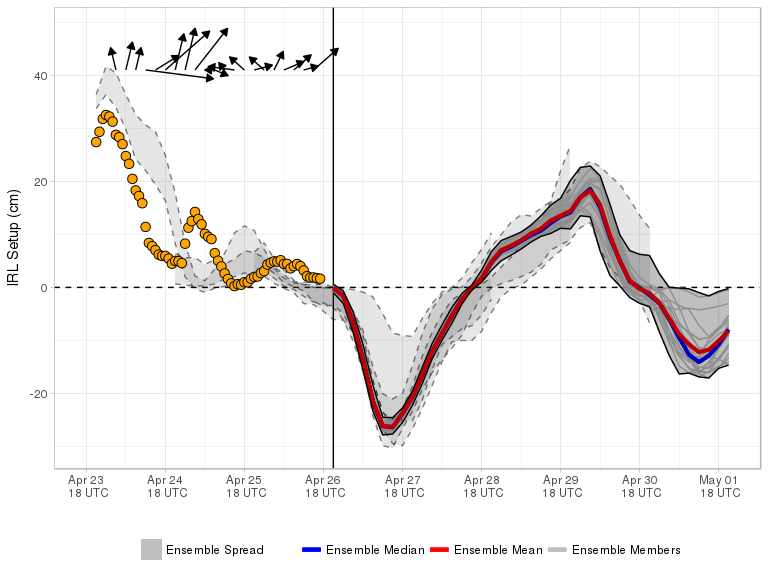 IRL Setup (cm)
40
20
0
-20
Apr 23 Apr 24 Apr 25 Apr 26 Apr 27 Apr 28 Apr 29 Apr 30 May 01
18 UTC 18 UTC 18 UTC 18 UTC 18 UTC 18 UTC 18 UTC 18 UTC 18 UTC
Ensemble Spread Ensemble Median Ensemble Mean Ensemble Members